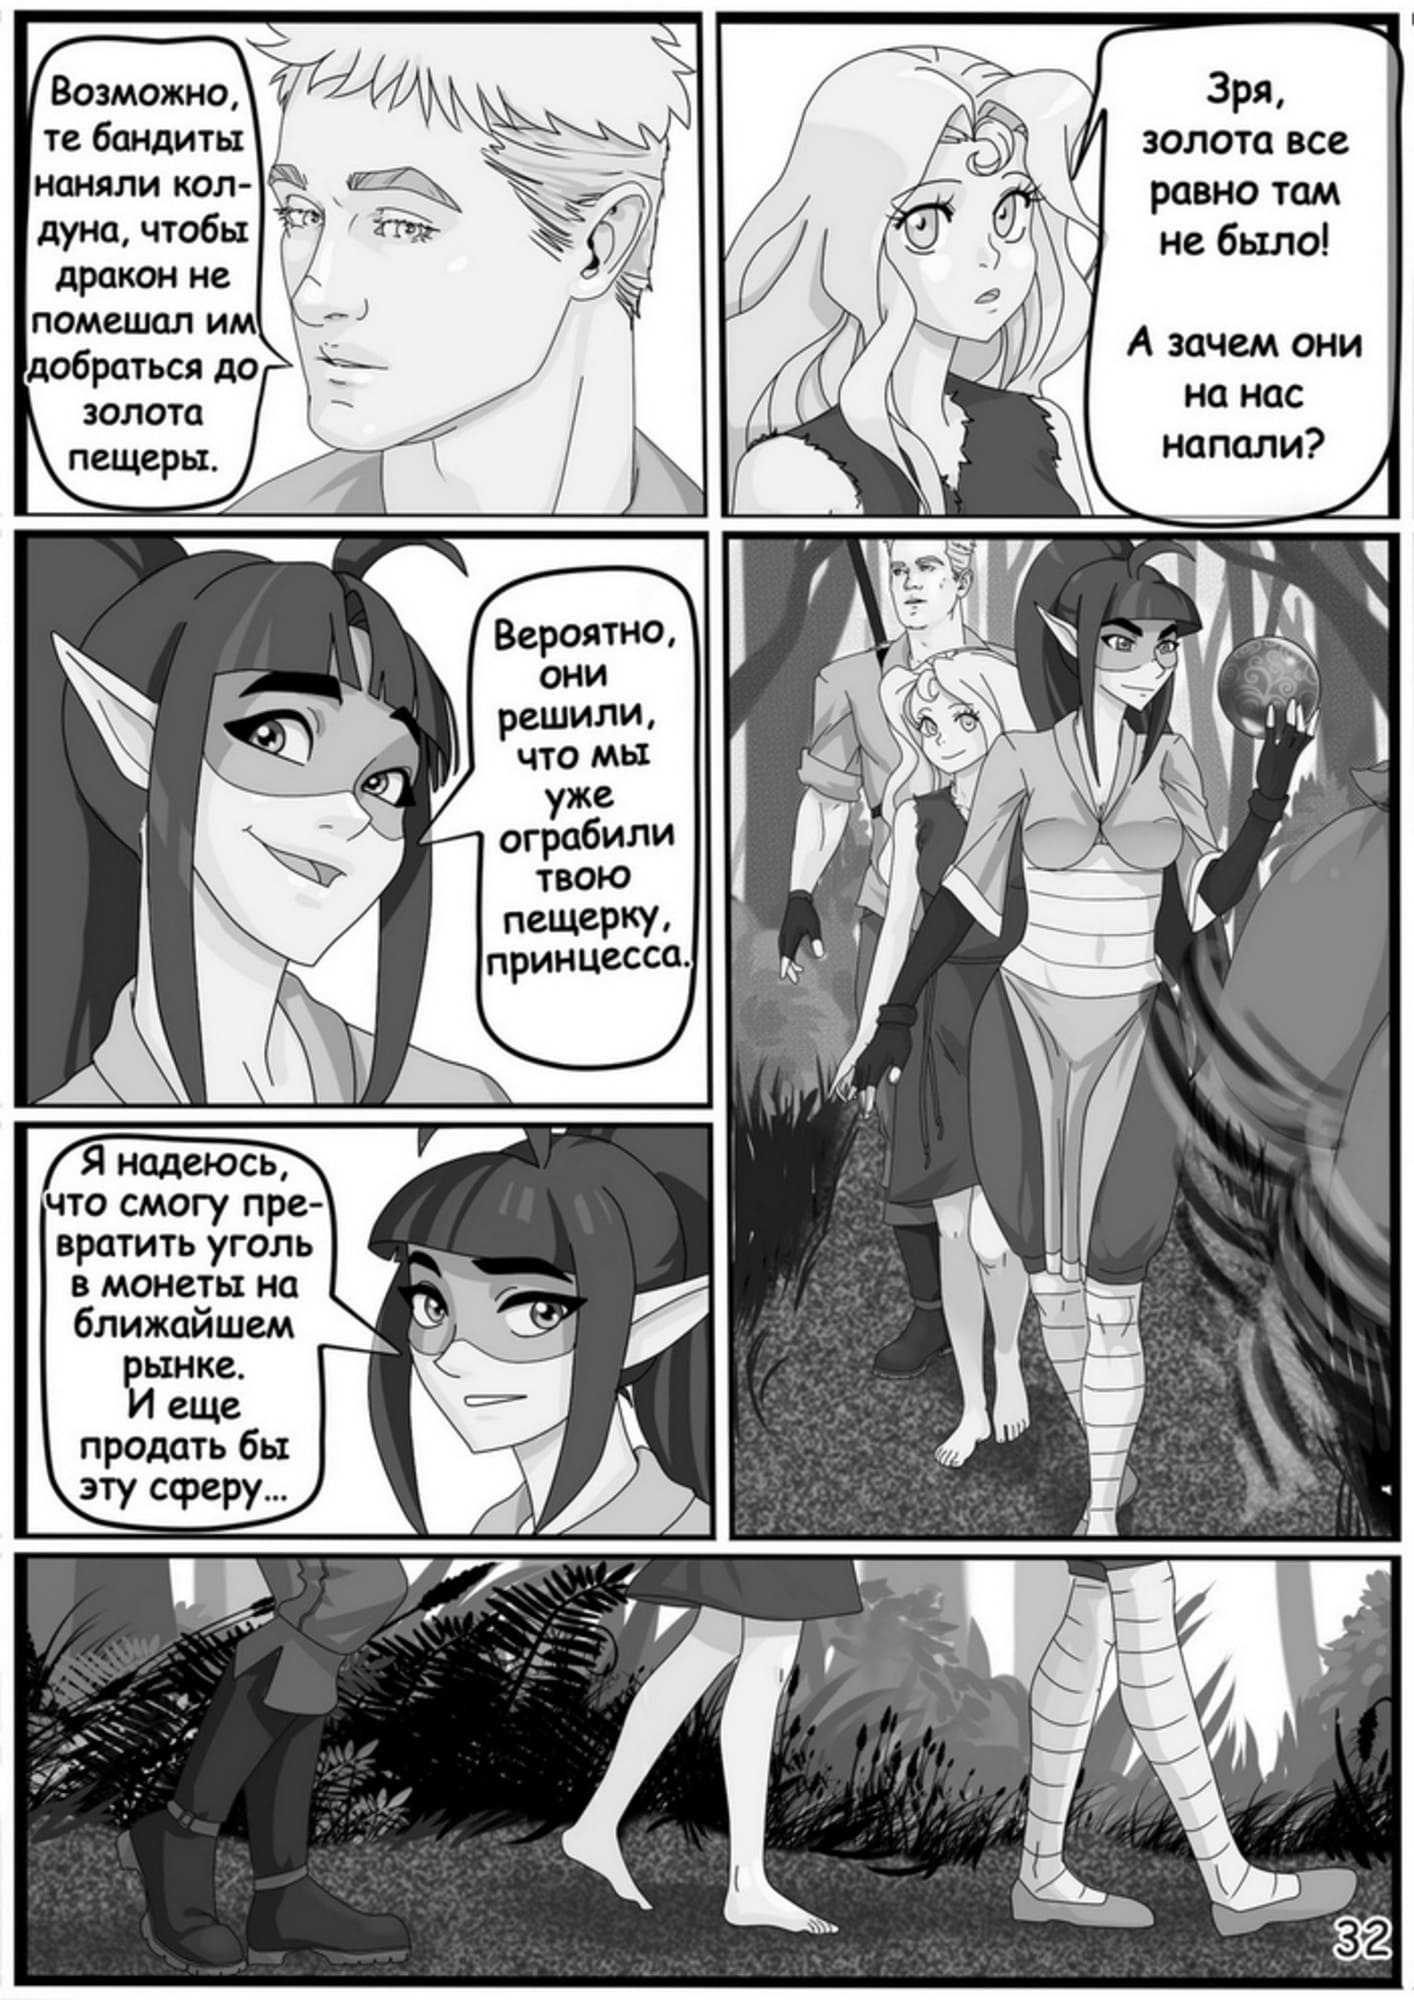 Возможно,
те бандиты
наняли кол-
дуна, чтобы
дракон не
помешал им
добраться до
золота
пещеры.
Зря,
золота все
равно там
не было!
А зачем они
на нас
напали?
Вероятно,
они
решили,
что мы
уже
ограбили
твою
пещерку,
принцесса.
Я надеюсь,
что смогу пре-
вратить уголь
в монеты на
ближайшем
рынке.
И еще
продать бы
эту сферу...
32